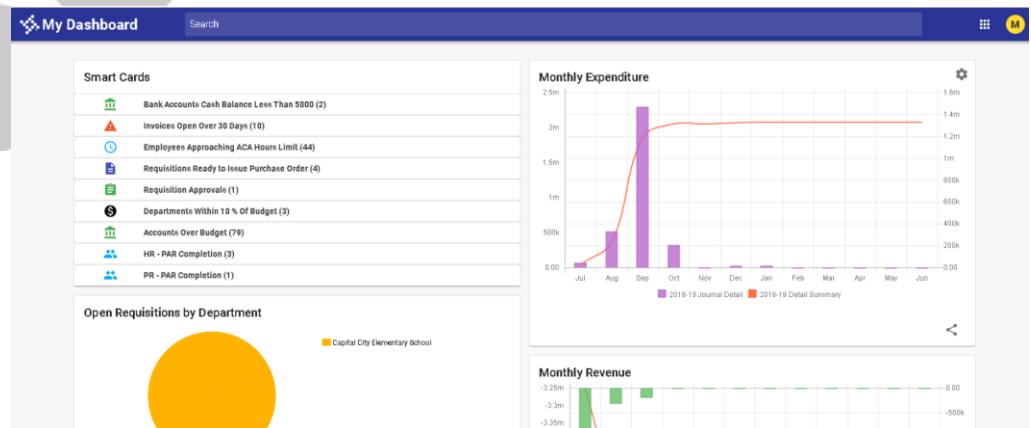 My Dashboard
Search
M
Smart Cards
Bank Accounts Cash Balance Less Than 5000 (2)
Invoices Open Over 30 Days (10)
Employees Approaching ACA Hours Limit (44)
Requisitions Ready to Issue Purchase Order (4)
Requisition Approvals (1)
Departments Within 10 % Of Budget (3)
Accounts Over Budget (79)
HR - PAR Completion (3)
PR - PAR Completion (1)
Open Requisitions by Department
Capital City Elementary School
Monthly Expenditure
2.5m
2m
1.5m
1m
500k
0.00
1.6m
1.4m
1.2m
1m
800k
600k
400k
200k
0.00
Jul Aug Sep Oct Nov Dec Jan Feb Mar Apr May Jun
2018-19 Journal Detail 2018-19 Detail Summary
Monthly Revenue
-3.25m
-3.3m
-3.35m
0.00
-500k